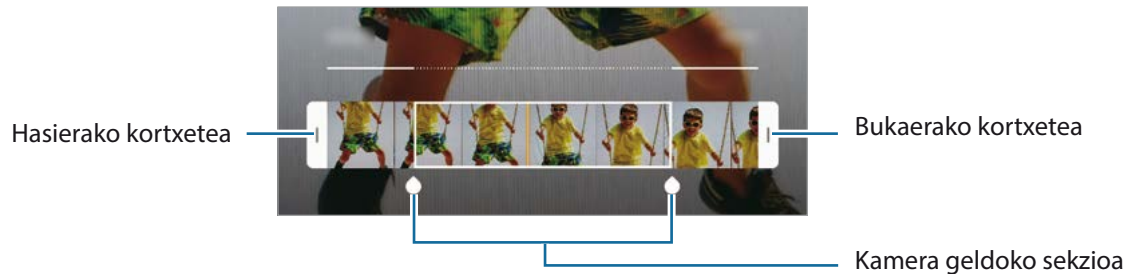 Hasierako kortxetea
Bukaerako kortxetea
Kamera geldoko sekzioa